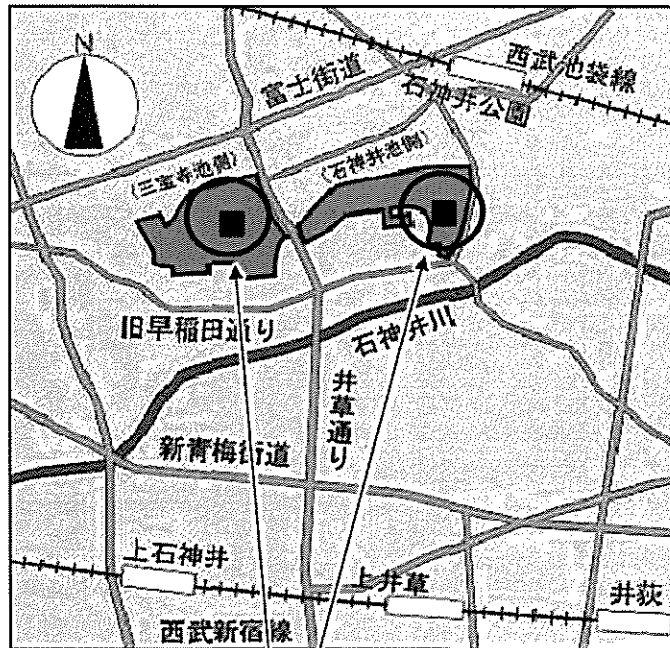 N
西武池袋線
富士街道
石神井公園
(三宝寺池側)
(石神井池側)
旧早稲田通り
石神井川
井草通り
新青梅街道
上石神井
上井草
井荻
西武新宿線